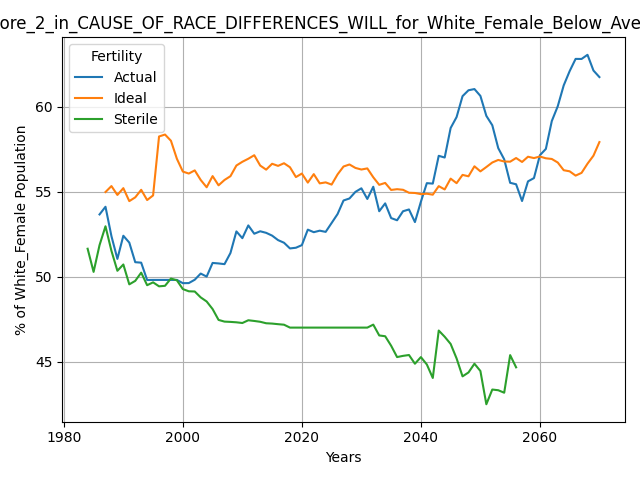 ore_2_in_CAUSE_OF_RACE_DIFFERENCES_WILL_for_White_Female_Below_Ave
Fertility
Actual
Ideal
Sterile
% of White_Female Population
60
55
50
45
1980
2000
2020
2040
2060
Years